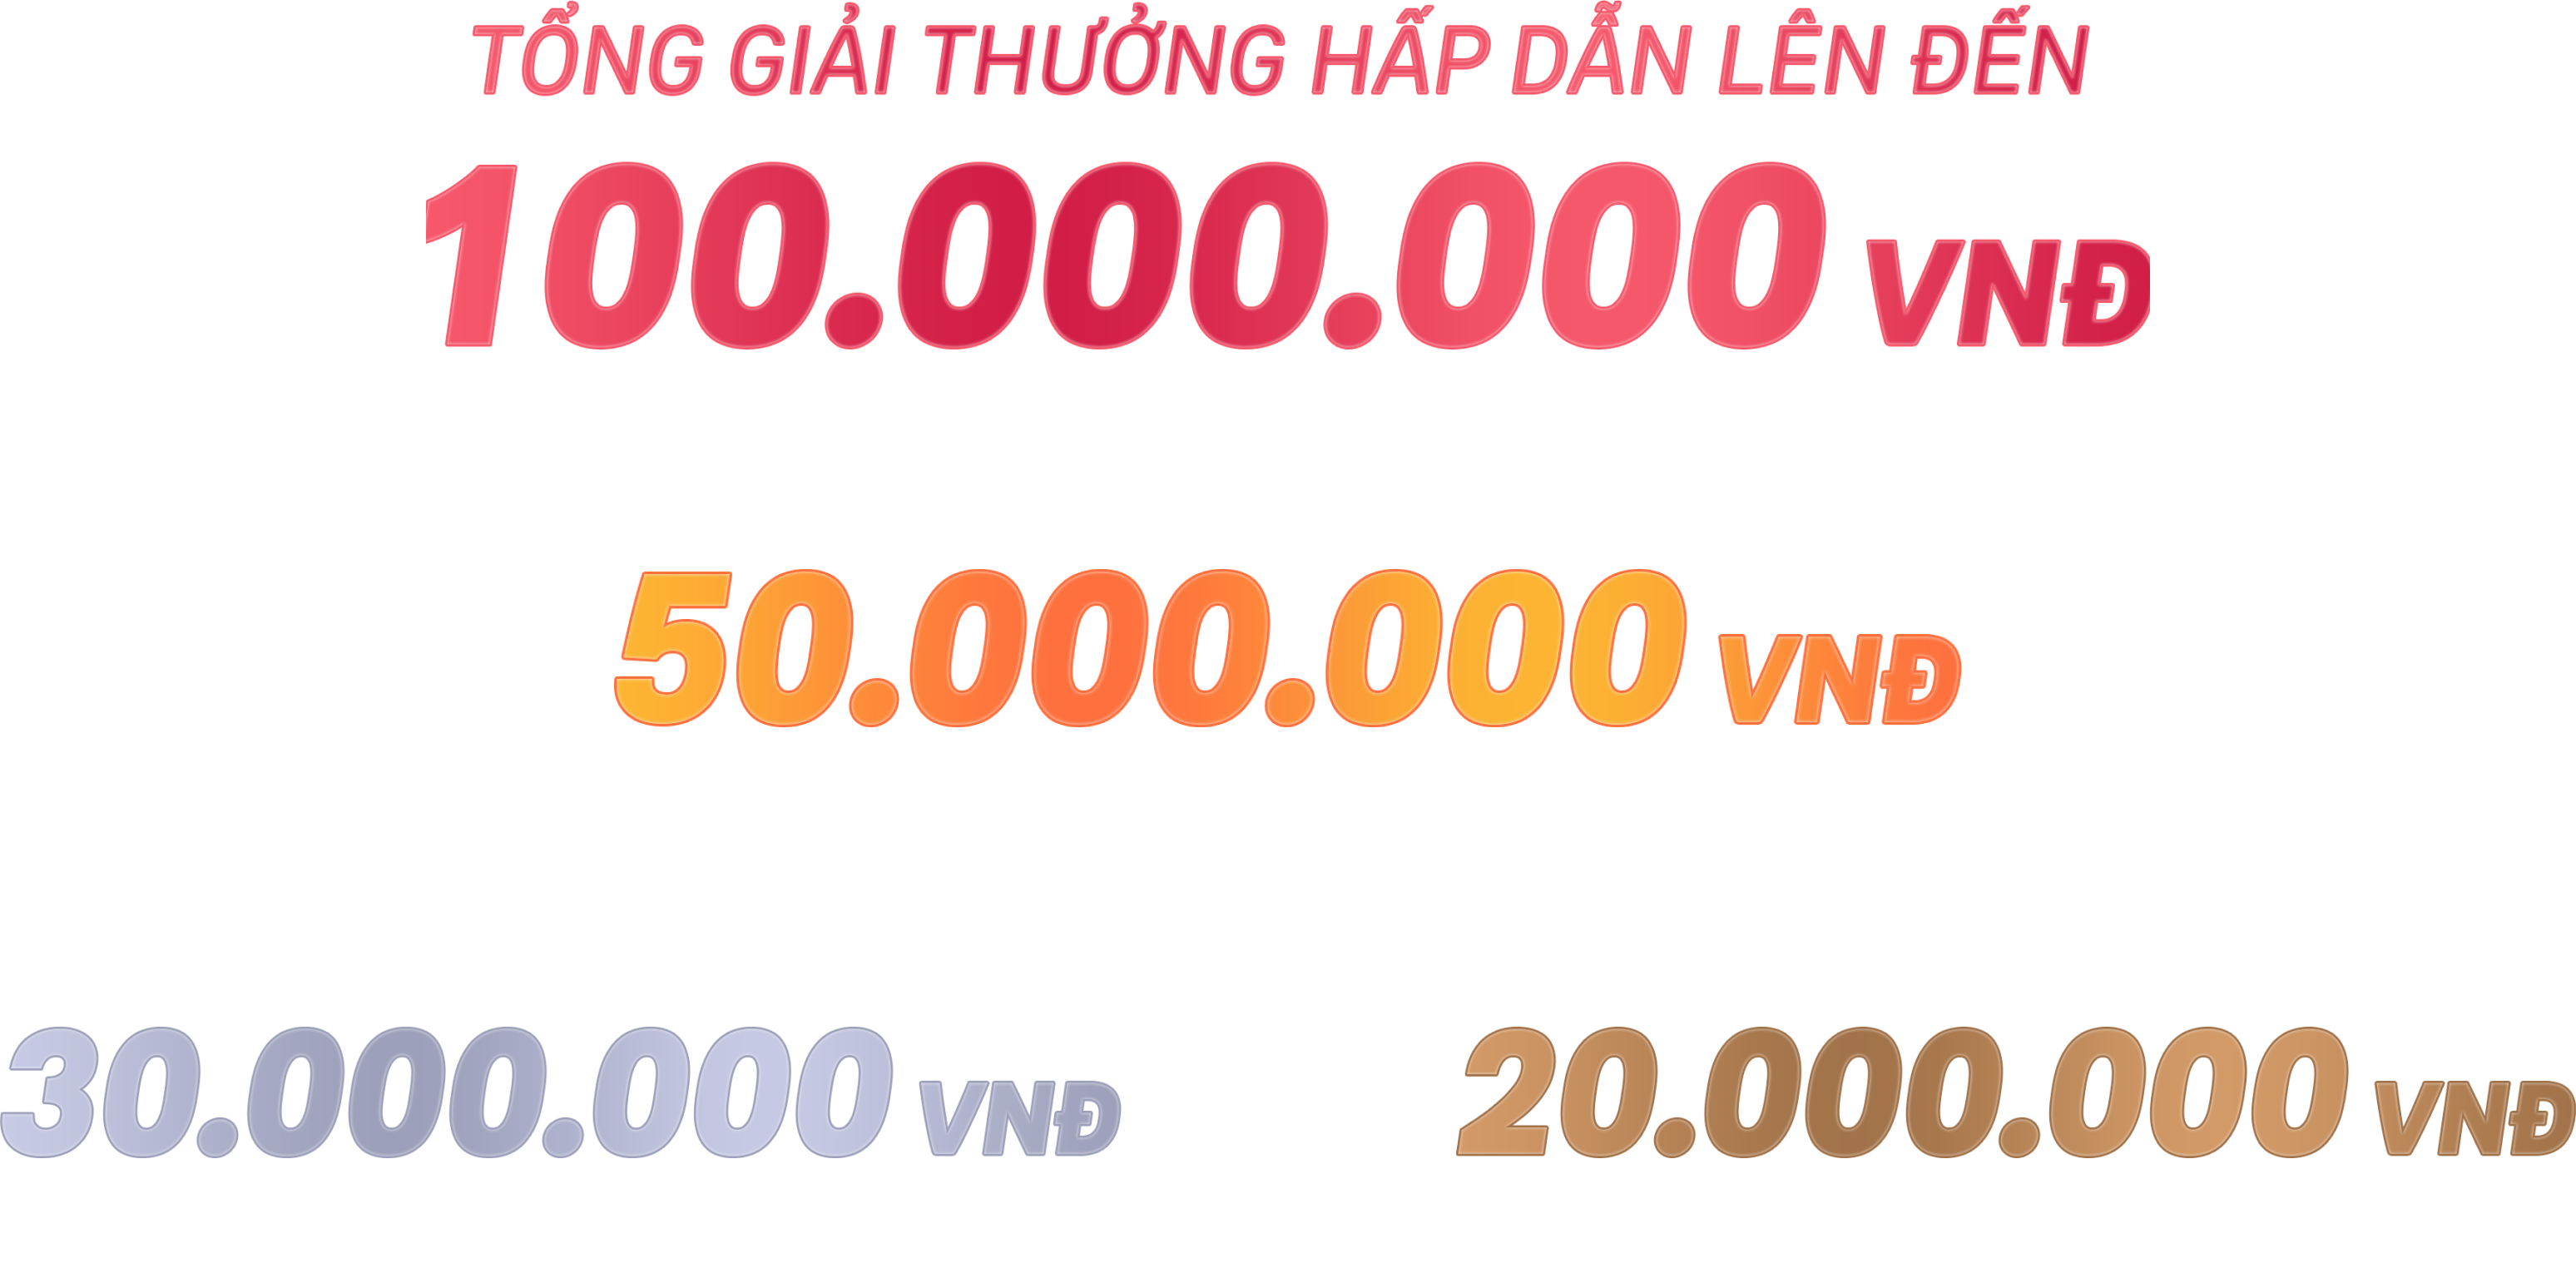 TỔNG GIẢI THƯỞNG HẤP DẪN LÊN ĐẾN
100.000.000 VNĐ
50.000.000 VNĐ
30.000.000 VNĐ
20.000.000 VNĐ